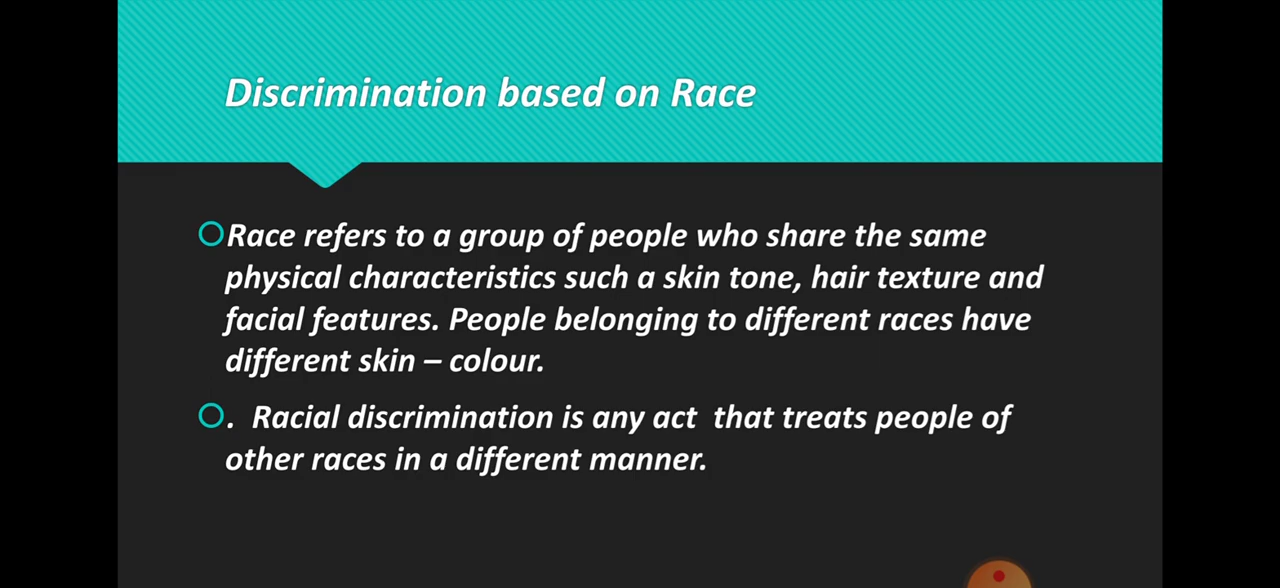 Discrimination based on Race
Race refers to a group of people who share the same
physical characteristics such a skin tone, hair texture and
facial features. People belonging to different races have
different skin – colour.
.  Racial discrimination is any act  that treats people of
other races in a different manner.